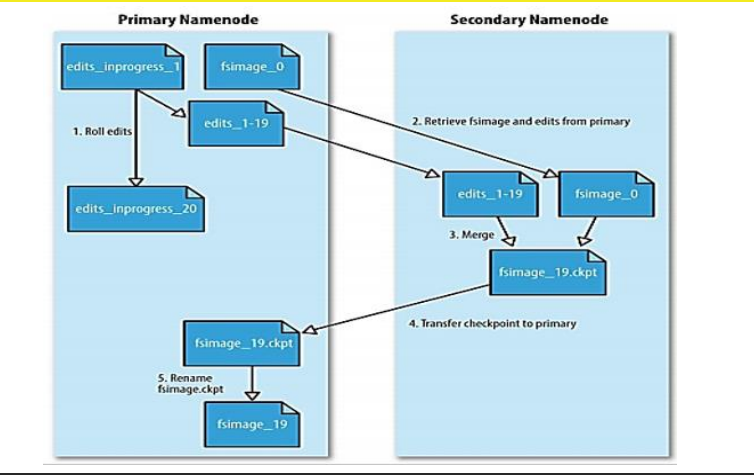 Primary Namenode
Secondary Namenode
edits_inprogress_1
fsimage_0
edits_1-19
1. Roll edits
2. Retrieve fsimage and edits from primary
edits_inprogress_20
edits_1-19
fsimage_0
3. Merge
fsimage_19.ckpt
4. Transfer checkpoint to primary
fsimage_19.ckpt
5. Rename
fsimage.ckpt
fsimage_19